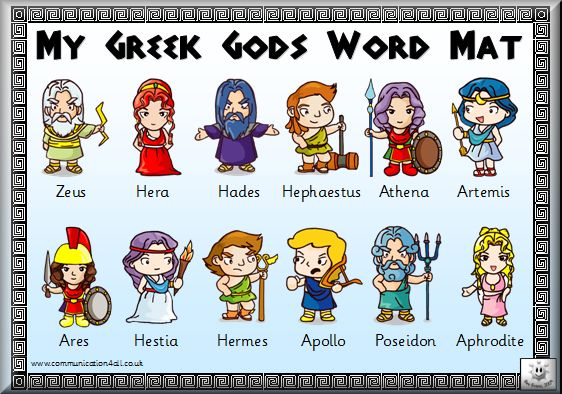 My Greek Gods Word Mat
Zeus Hera Hades Hephaestus Athena Artemis
Ares Hestia Hermes Apollo Poseidon Aphrodite
www.communication4all.co.uk